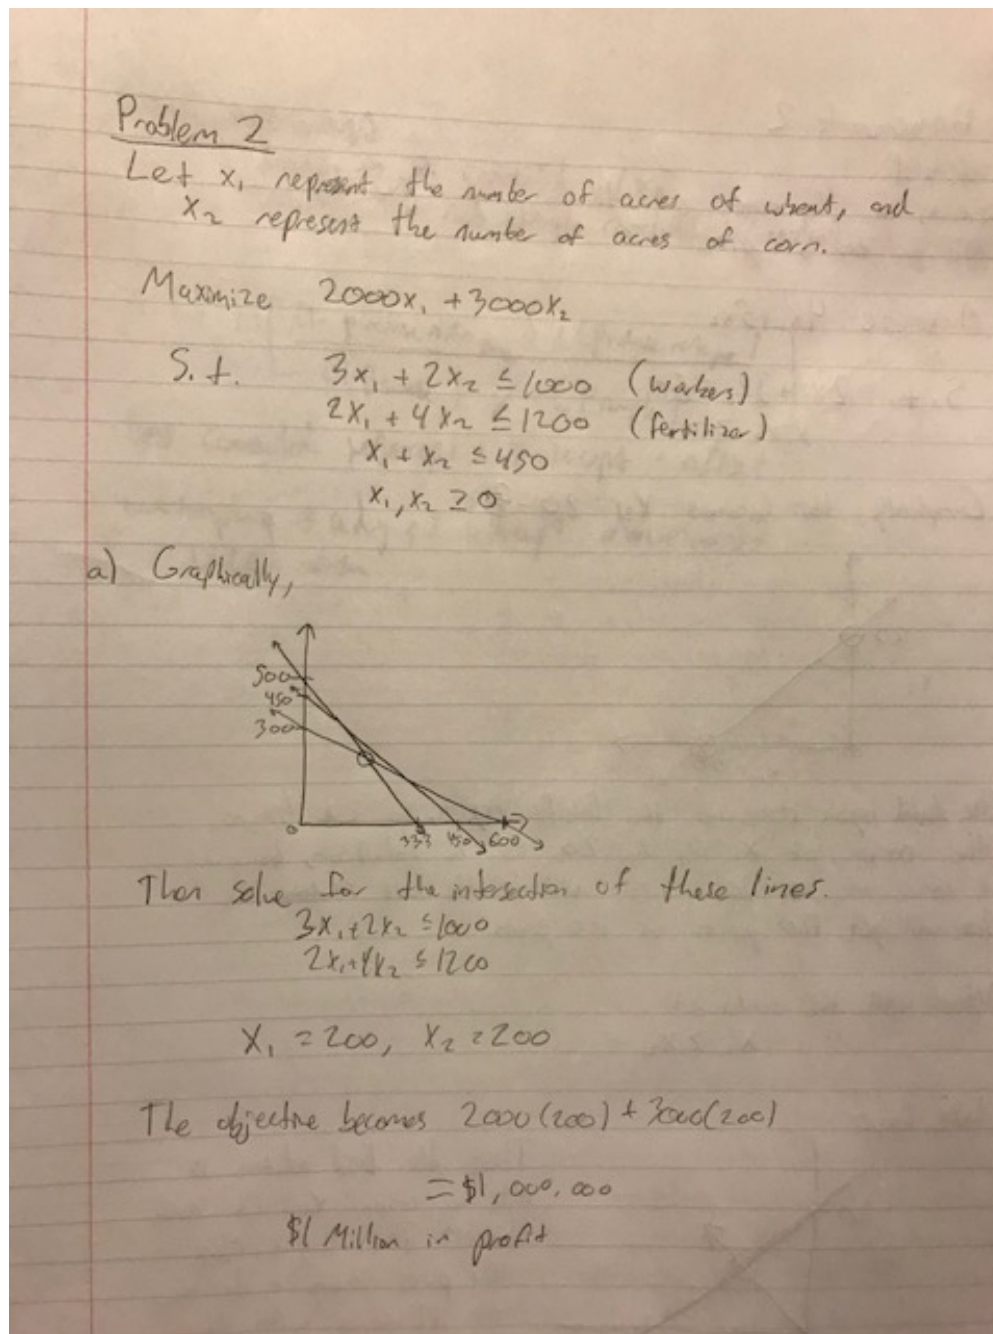 Problem 2
Let x₁ represent the number of acres of wheat, and
x₂ represent the number of acres of corn.
Maximize 2000x₁ + 3000x₂
S.t. 3x₁ + 2x₂ ≤ 1000 (workers)
2x₁ + 4x₂ ≤ 1200 (fertilizer)
x₁ + x₂ ≤ 450
x₁, x₂ ≥ 0
a) Graphically,
500
450
300
0 333 450 600
Then solve for the intersection of these lines.
3x₁+2x₂ ≤ 1000
2x₁+4x₂ ≤ 1200
x₁ = 200, x₂ = 200
The objective becomes 2000(200) + 3000(200)
= $1,000,000
$1 Million in profit